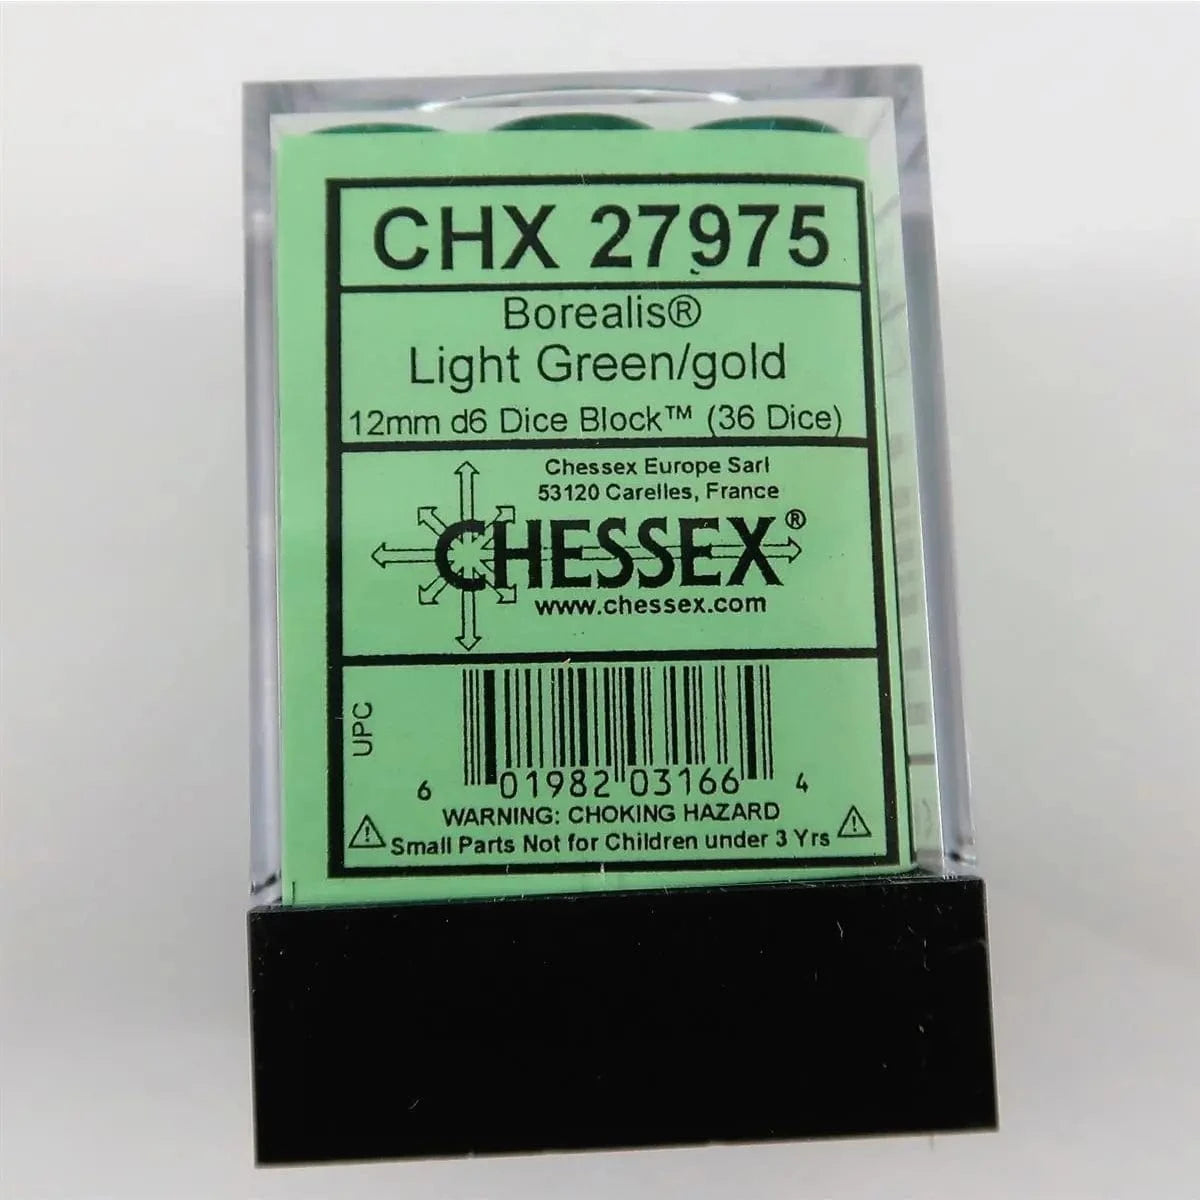 CHX 27975
Borealis®
Light Green/gold
12mm d6 Dice Block™ (36 Dice)
Chessex Europe Sarl
53120 Carelles, France
CHESSEX®
www.chessex.com
UPC
6 01982 03166 4
WARNING: CHOKING HAZARD
Small Parts Not for Children under 3 Yrs